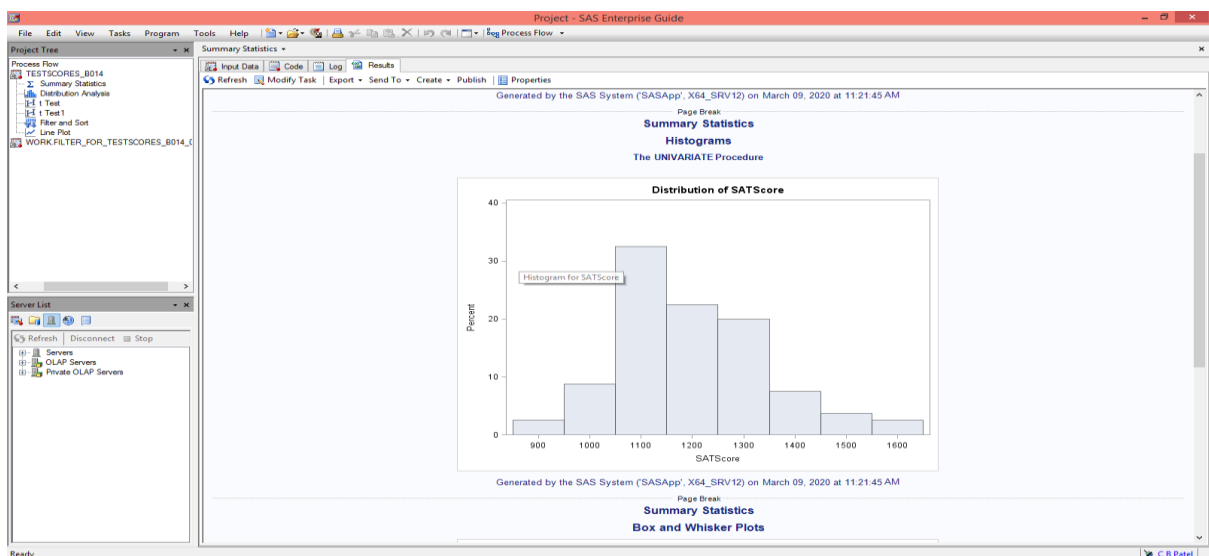 Project - SAS Enterprise Guide
File Edit View Tasks Program Tools Help Process Flow
Project Tree
Process Flow
TESTSCORES_B014
Summary Statistics
Distribution Analysis
t Test
t Test1
Filter and Sort
Line Plot
WORK.FILTER_FOR_TESTSCORES_B014_
Server List
Refresh Disconnect Stop
Servers
OLAP Servers
Private OLAP Servers
Summary Statistics
Input Data Code Log Results
Refresh Modify Task Export Send To Create Publish Properties
Generated by the SAS System ('SASApp', X64_SRV12) on March 09, 2020 at 11:21:45 AM
Page Break
Summary Statistics
Histograms
The UNIVARIATE Procedure
Distribution of SATScore
40
30
20
10
0
Percent
Histogram for SATScore
900 1000 1100 1200 1300 1400 1500 1600
SATScore
Generated by the SAS System ('SASApp', X64_SRV12) on March 09, 2020 at 11:21:45 AM
Page Break
Summary Statistics
Box and Whisker Plots
Ready
C B Patel